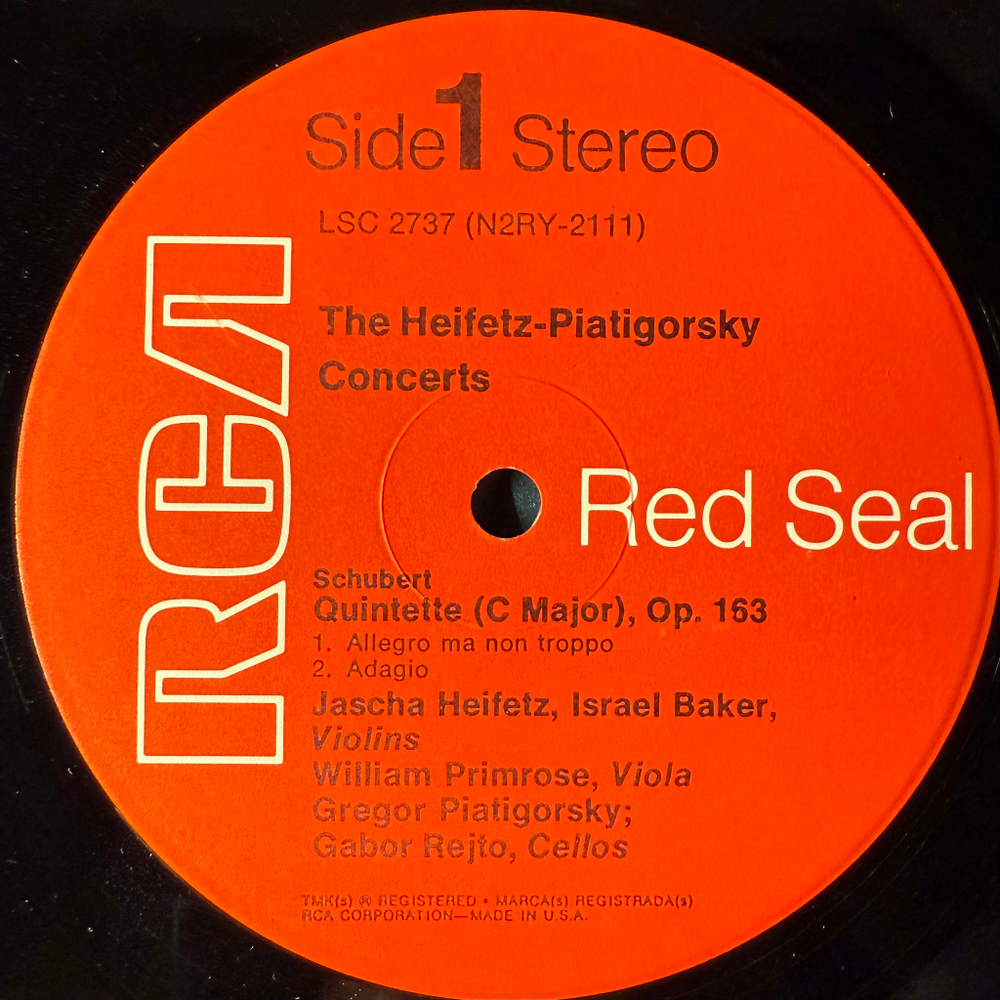 Side 1 Stereo
LSC 2737 (N2RY-2111)
The Heifetz-Piatigorsky
Concerts
RCA
Red Seal
Schubert
Quintette (C Major), Op. 163
1. Allegro ma non troppo
2. Adagio
Jascha Heifetz, Israel Baker,
Violins
William Primrose, Viola
Gregor Piatigorsky;
Gabor Rejto, Cellos
TMK(s) ® REGISTERED • MARCA(s) REGISTRADA(s)
RCA CORPORATION—MADE IN U.S.A.